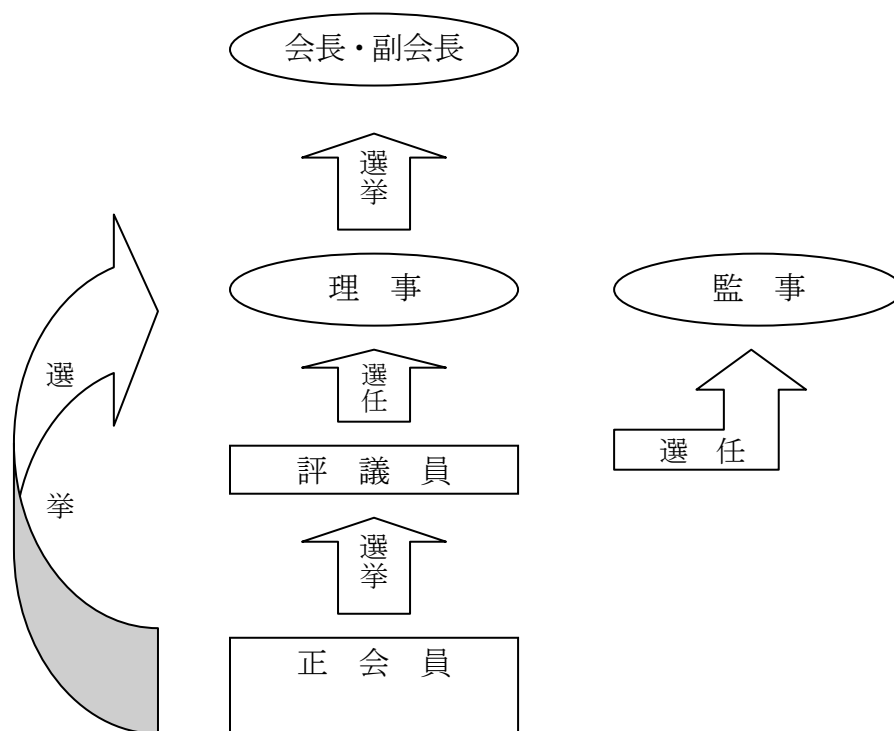 会長・副会長
選挙
理　事
監　事
選挙
選任
評　議　員
選　任
選挙
正　会　員